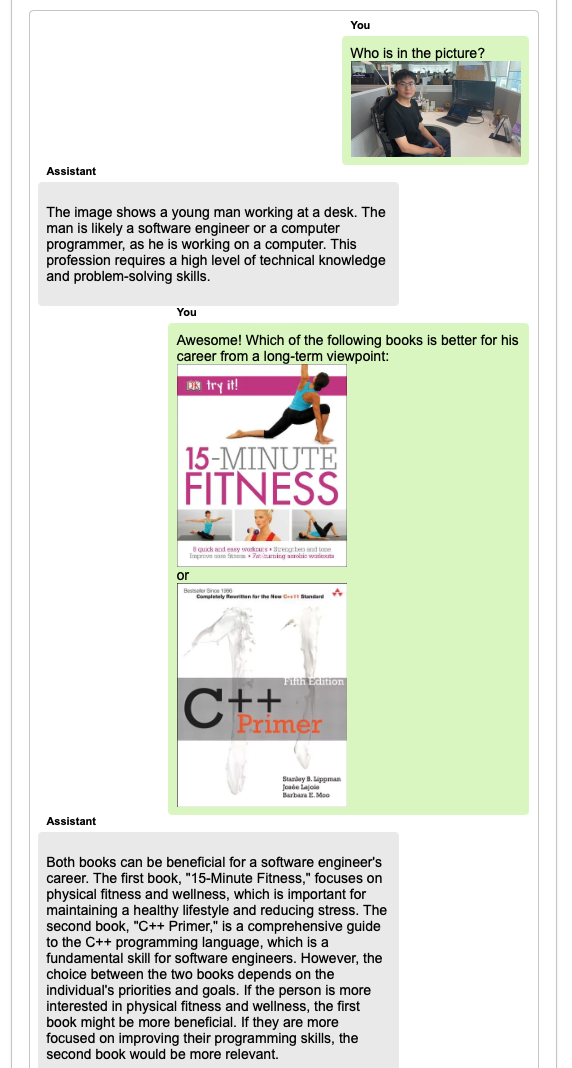 You
Who is in the picture?
Assistant
The image shows a young man working at a desk. The
man is likely a software engineer or a computer
programmer, as he is working on a computer. This
profession requires a high level of technical knowledge
and problem-solving skills.
You
Awesome! Which of the following books is better for his
career from a long-term viewpoint:
DK try it!
15-MINUTE
FITNESS
8 quick and easy workouts • Strengthen and tone
Improve core fitness • Fat-burning aerobic workouts
or
Bestseller Since 1986
Completely Rewritten for the New C++11 Standard
Fifth Edition
C++
Primer
Stanley B. Lippman
Josée Lajoie
Barbara E. Moo
Assistant
Both books can be beneficial for a software engineer's
career. The first book, "15-Minute Fitness," focuses on
physical fitness and wellness, which is important for
maintaining a healthy lifestyle and reducing stress. The
second book, "C++ Primer," is a comprehensive guide
to the C++ programming language, which is a
fundamental skill for software engineers. However, the
choice between the two books depends on the
individual's priorities and goals. If the person is more
interested in physical fitness and wellness, the first
book might be more beneficial. If they are more
focused on improving their programming skills, the
second book would be more relevant.